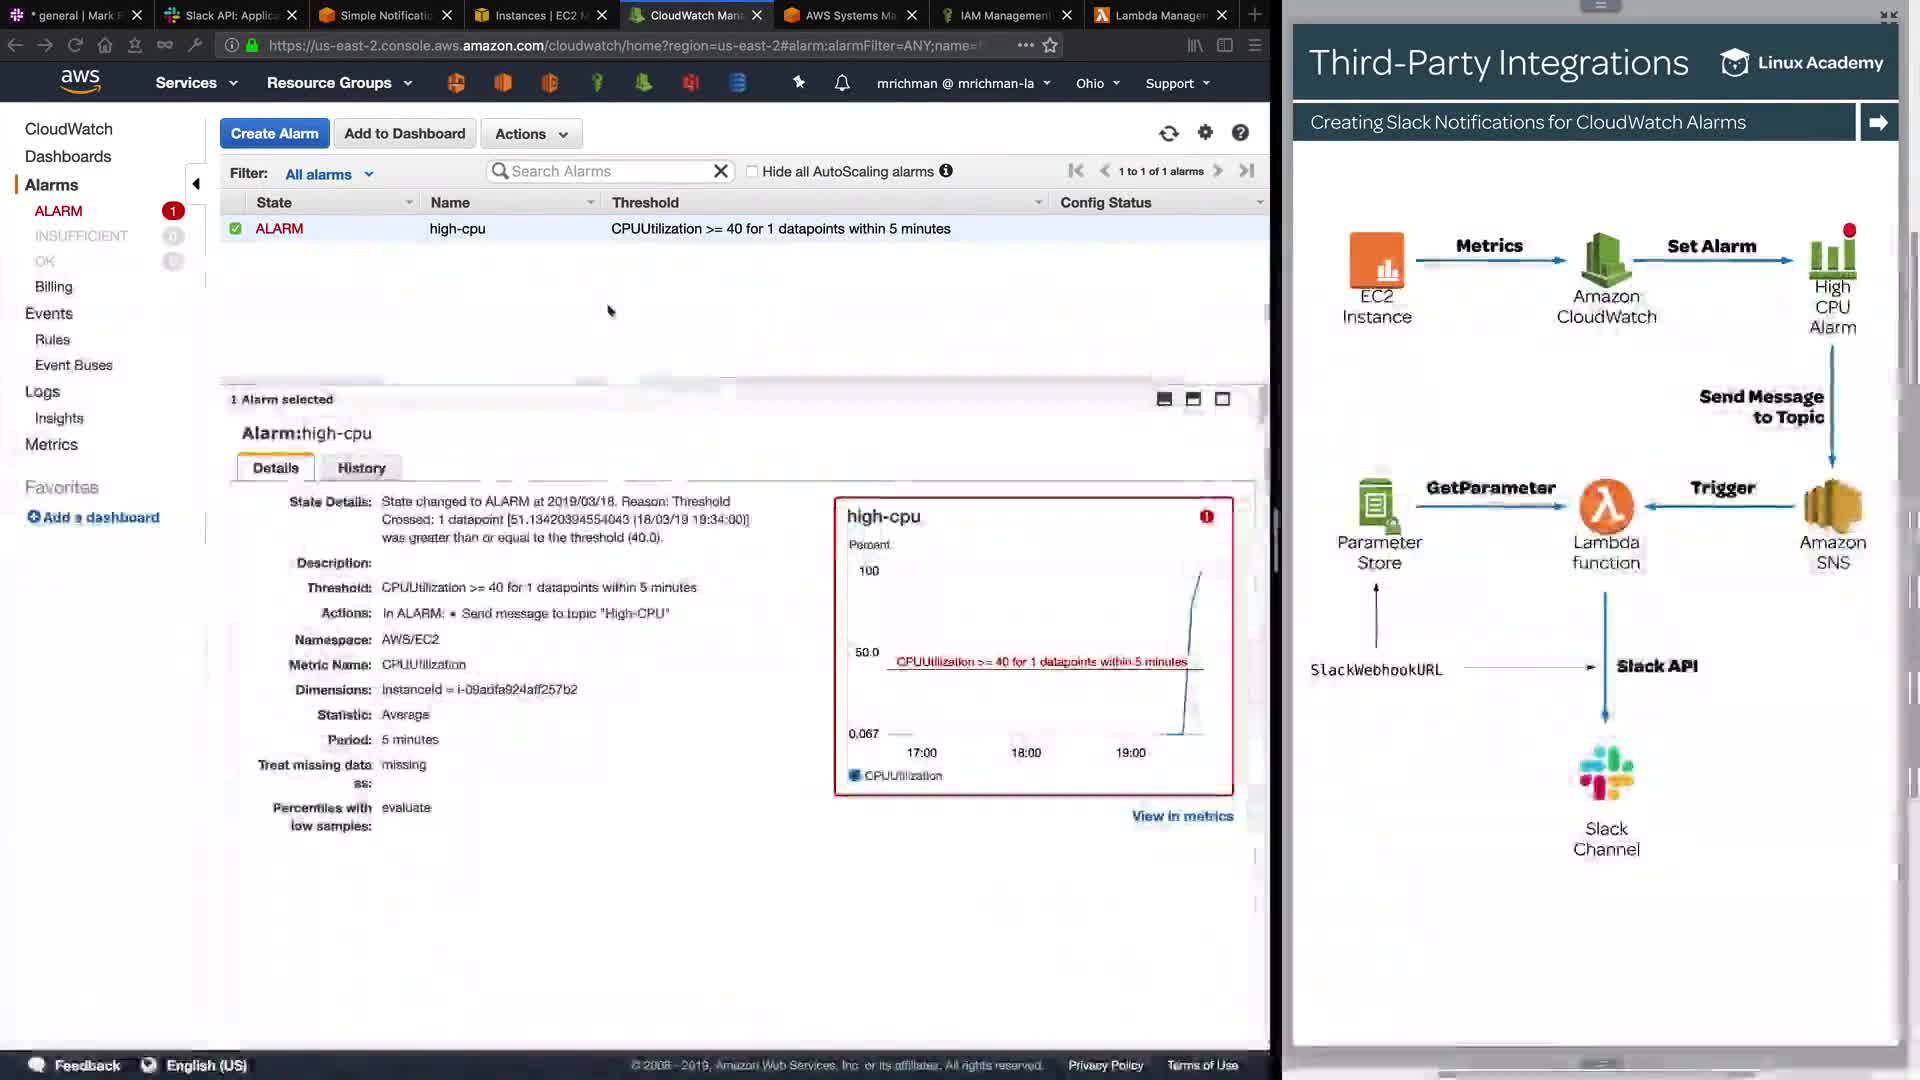 * general | Mark R
Slack API: Applica
Simple Notificatio
Instances | EC2 M
CloudWatch Mana
AWS Systems Ma
IAM Management
Lambda Manager
https://us-east-2.console.aws.amazon.com/cloudwatch/home?region=us-east-2#alarm:alarmFilter=ANY;name=
aws
Services
Resource Groups
mrichman @ mrichman-la
Ohio
Support
CloudWatch
Dashboards
Alarms
ALARM 1
INSUFFICIENT 0
OK 0
Billing
Events
Rules
Event Buses
Logs
Insights
Metrics
Favorites
Add a dashboard
Create Alarm
Add to Dashboard
Actions
Filter: All alarms
Search Alarms
Hide all AutoScaling alarms
1 to 1 of 1 alarms
State Name Threshold Config Status
ALARM high-cpu CPUUtilization >= 40 for 1 datapoints within 5 minutes
1 Alarm selected
Alarm:high-cpu
Details History
State Details: State changed to ALARM at 2019/03/18. Reason: Threshold
Crossed: 1 datapoint [51.13420394554043 (18/03/19 19:34:00)]
was greater than or equal to the threshold (40.0).
Description:
Threshold: CPUUtilization >= 40 for 1 datapoints within 5 minutes
Actions: In ALARM: • Send message to topic "High-CPU"
Namespace: AWS/EC2
Metric Name: CPUUtilization
Dimensions: InstanceId = i-09adfa924aff257b2
Statistic: Average
Period: 5 minutes
Treat missing data as: missing
Percentiles with low samples: evaluate
high-cpu
Percent
100
50.0
CPUUtilization >= 40 for 1 datapoints within 5 minutes
0.067
17:00 18:00 19:00
CPUUtilization
View in metrics
Feedback
English (US)
© 2008 - 2019, Amazon Web Services, Inc. or its affiliates. All rights reserved.
Privacy Policy
Terms of Use
Third-Party Integrations
Linux Academy
Creating Slack Notifications for CloudWatch Alarms
Metrics
Set Alarm
EC2
Instance
Amazon
CloudWatch
High
CPU
Alarm
Send Message
to Topic
GetParameter
Trigger
Parameter
Store
Lambda
function
Amazon
SNS
SlackWebhookURL
Slack API
Slack
Channel